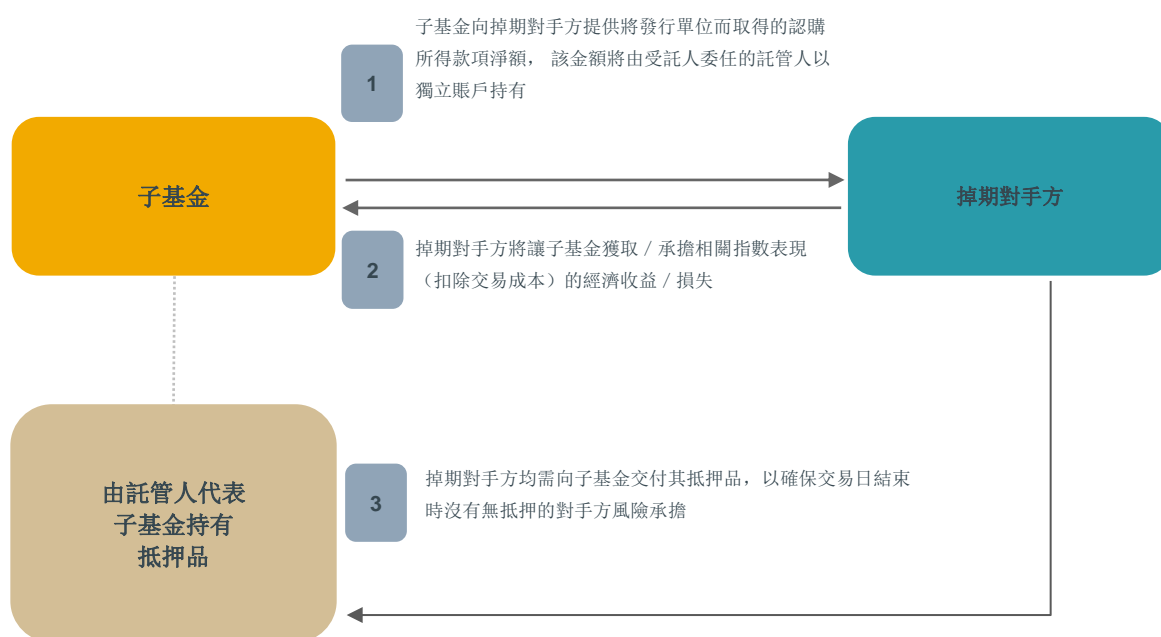 子基金向掉期對手方提供將發行單位而取得的認購
所得款項淨額， 該金額將由受託人委任的託管人以
獨立賬戶持有
1
子基金
掉期對手方
2
掉期對手方將讓子基金獲取 / 承擔相關指數表現
（扣除交易成本）的經濟收益 / 損失
由託管人代表
子基金持有
抵押品
3
掉期對手方均需向子基金交付其抵押品，以確保交易日結束
時沒有無抵押的對手方風險承擔